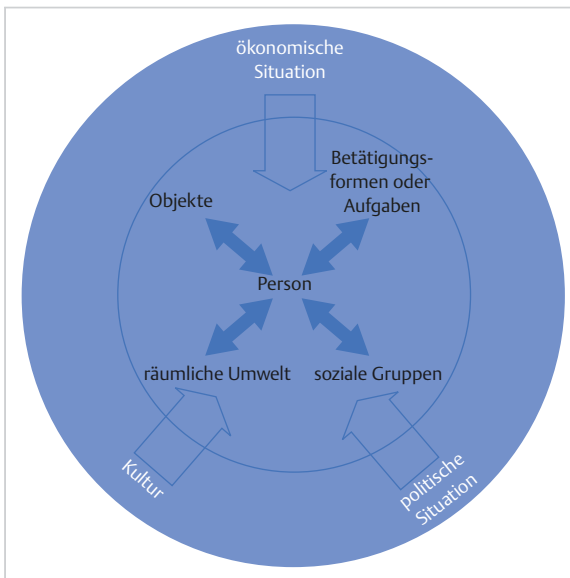 ökonomische
Situation
Betätigungs-
formen oder
Aufgaben
Objekte
Person
räumliche Umwelt
soziale Gruppen
Kultur
politische
Situation